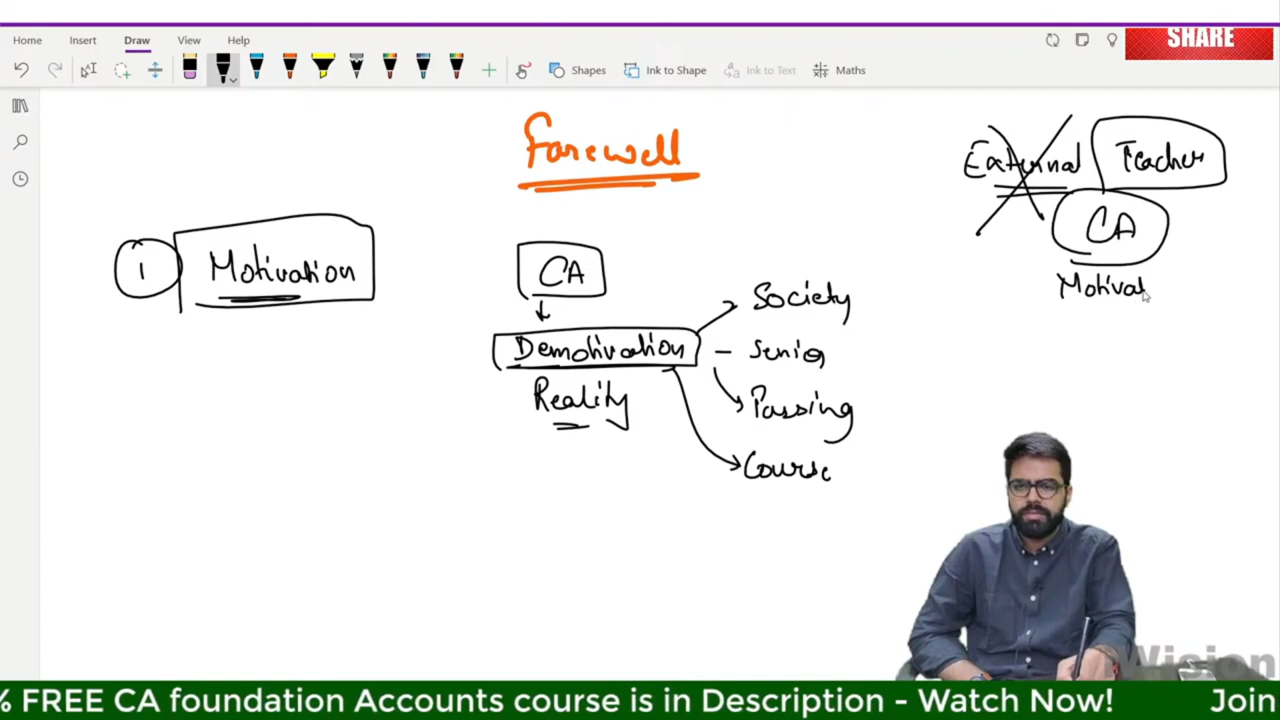 Home Insert Draw View Help
SHARE
Shapes Ink to Shape Ink to Text Maths
Farewell
External Teacher
CA
Motivat
1 Motivation
CA
Demotivation
Reality
Society
Senior
Passing
Course
Wision
% FREE CA foundation Accounts course is in Description - Watch Now! Join